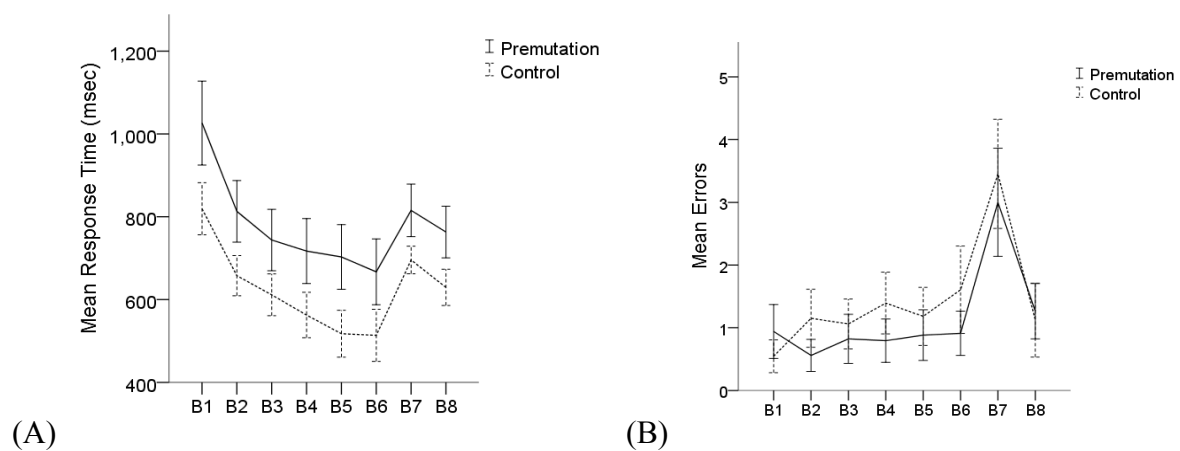 Mean Response Time (msec)
1,200
1,000
800
600
400
B1 B2 B3 B4 B5 B6 B7 B8
Premutation
Control
(A)
Mean Errors
5
4
3
2
1
0
B1 B2 B3 B4 B5 B6 B7 B8
Premutation
Control
(B)